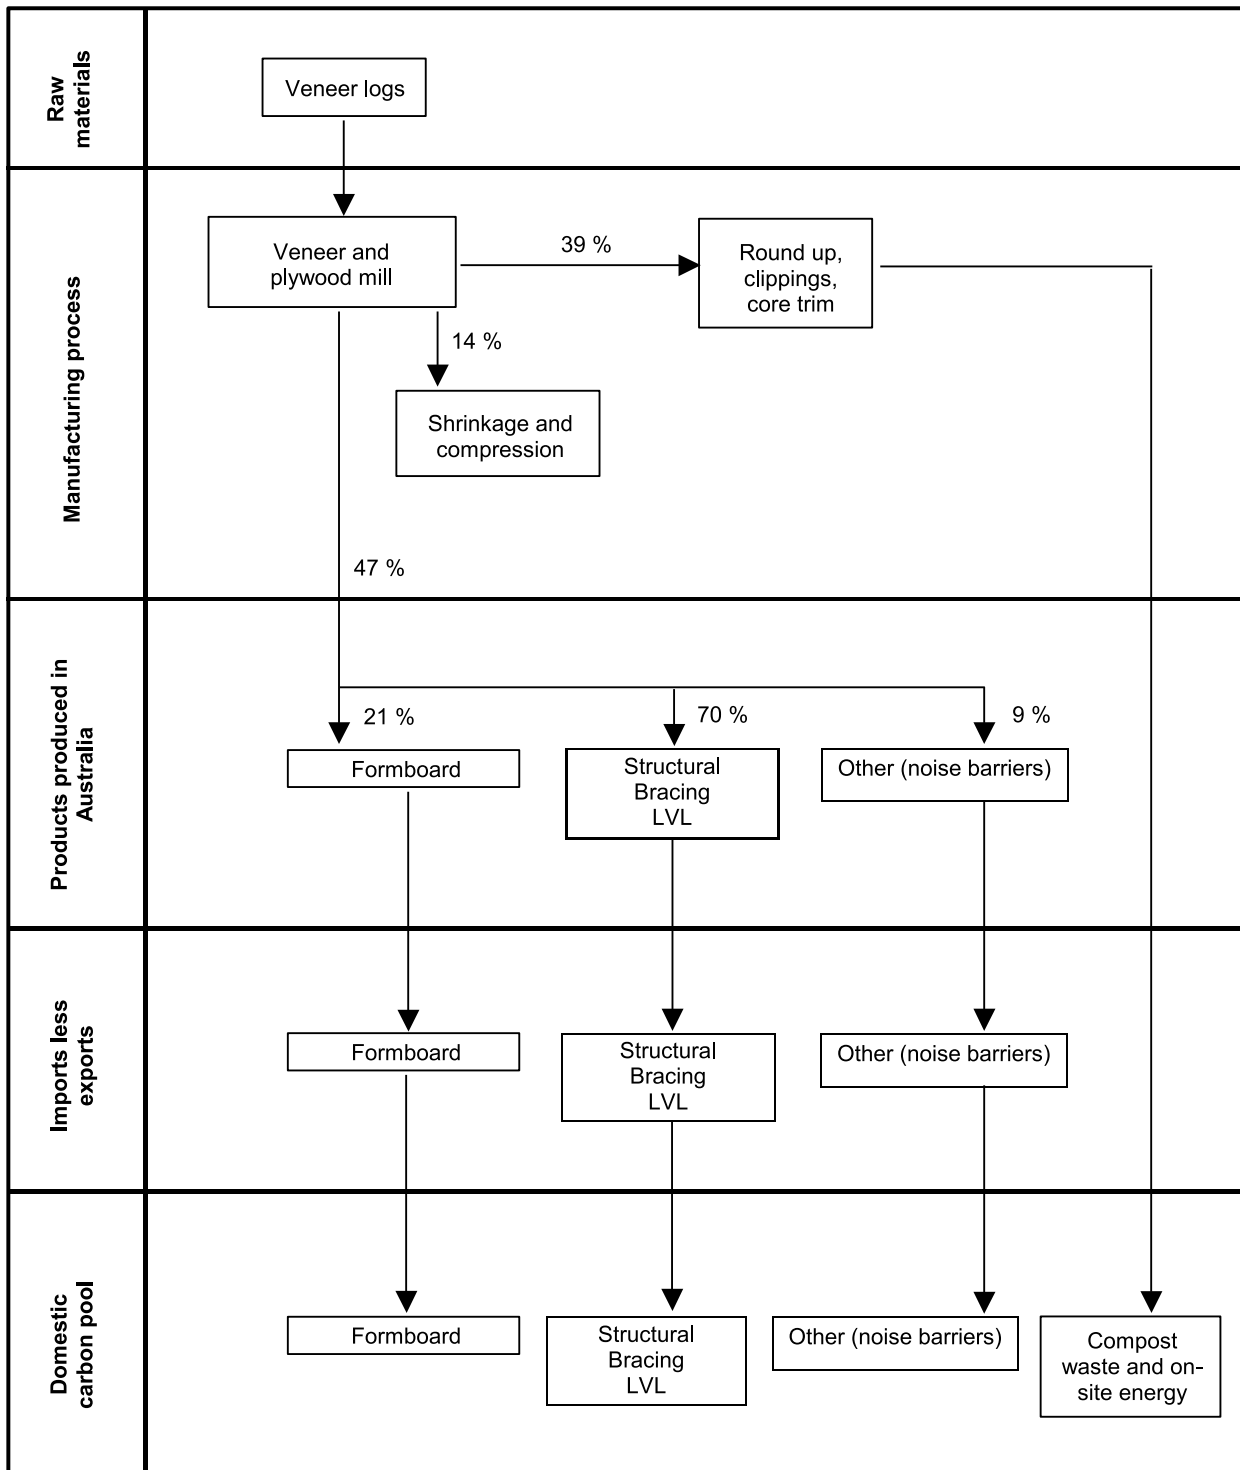 Raw
materials
Veneer logs
Manufacturing process
Veneer and
plywood mill
39 %
Round up,
clippings,
core trim
14 %
Shrinkage and
compression
47 %
Products produced in
Australia
21 %
70 %
9 %
Formboard
Structural
Bracing
LVL
Other (noise barriers)
Imports less
exports
Formboard
Structural
Bracing
LVL
Other (noise barriers)
Domestic
carbon pool
Formboard
Structural
Bracing
LVL
Other (noise barriers)
Compost
waste and on-
site energy